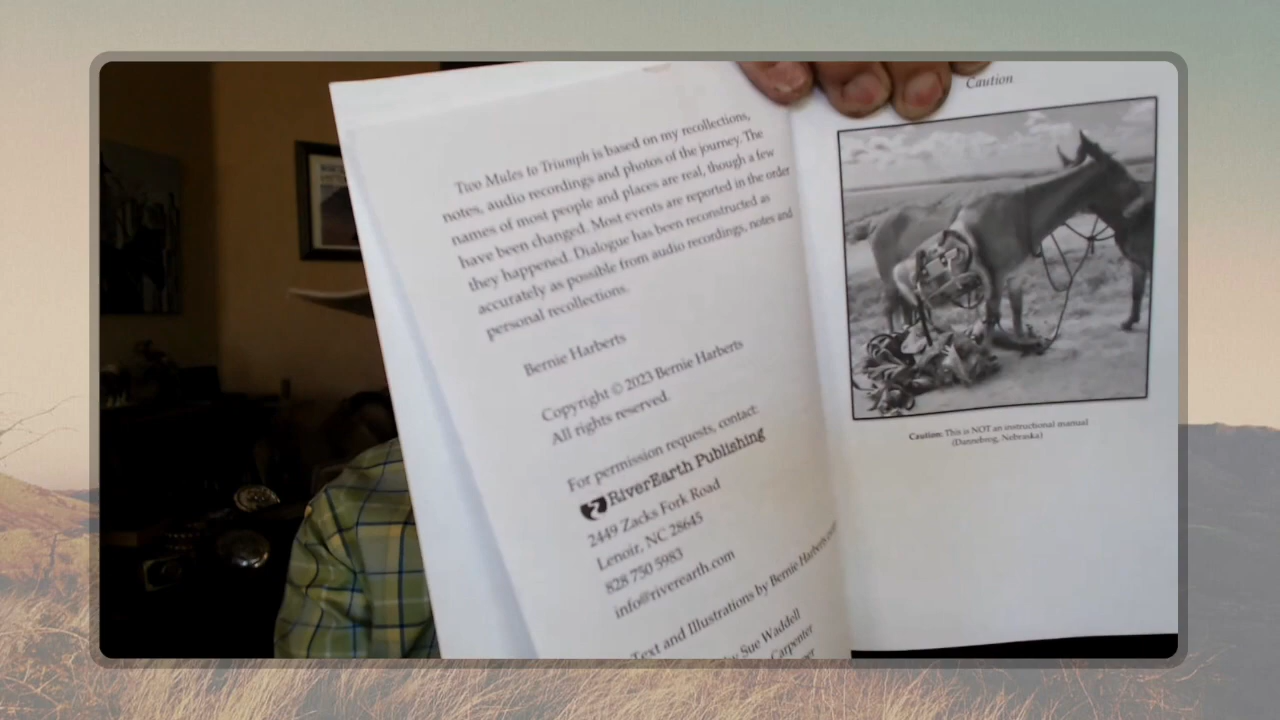 Two Mules to Triumph is based on my recollections,
notes, audio recordings and photos of the journey. The
names of most people and places are real, though a few
have been changed. Most events are reported in the order
they happened. Dialogue has been reconstructed as
accurately as possible from audio recordings, notes and
personal recollections.
Bernie Harberts
Copyright © 2023 Bernie Harberts
All rights reserved.
For permission requests, contact:
RiverEarth Publishing
2449 Zacks Fork Road
Lenoir, NC 28645
828 750 5983
info@riverearth.com
Text and Illustrations by Bernie Harberts
by Sue Waddell
Carpenter
Caution
Caution: This is NOT an instructional manual
(Dannebrog, Nebraska)